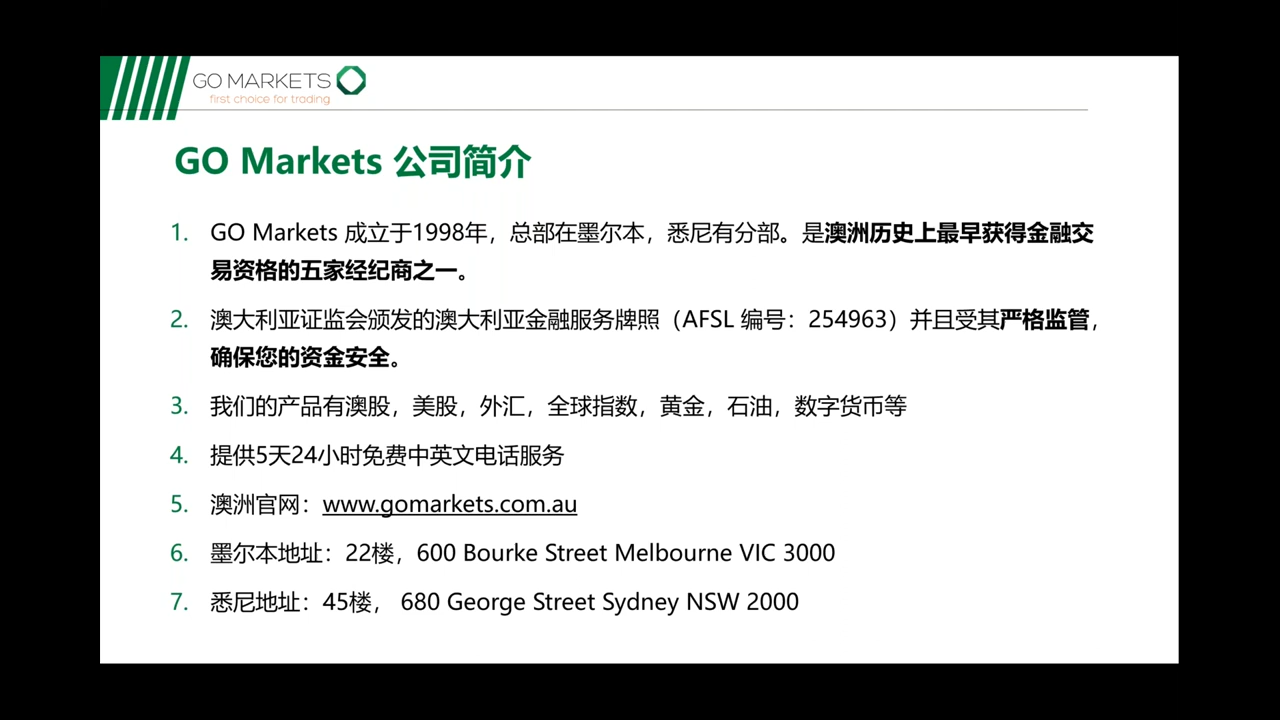 GO MARKETS
first choice for trading
GO Markets 公司简介
1. GO Markets 成立于1998年，总部在墨尔本，悉尼有分部。是澳洲历史上最早获得金融交
易资格的五家经纪商之一。
2. 澳大利亚证监会颁发的澳大利亚金融服务牌照（AFSL 编号：254963）并且受其严格监管，
确保您的资金安全。
3. 我们的产品有澳股，美股，外汇，全球指数，黄金，石油，数字货币等
4. 提供5天24小时免费中英文电话服务
5. 澳洲官网：www.gomarkets.com.au
6. 墨尔本地址：22楼，600 Bourke Street Melbourne VIC 3000
7. 悉尼地址：45楼， 680 George Street Sydney NSW 2000